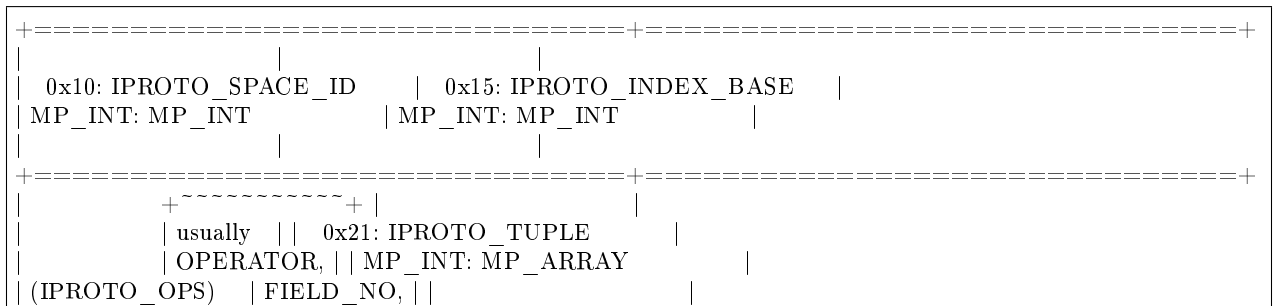 +===============================+===============================+
| | |
| 0x10: IPROTO_SPACE_ID | 0x15: IPROTO_INDEX_BASE |
| MP_INT: MP_INT | MP_INT: MP_INT |
| | |
+===============================+===============================+
| +~~~~~~~~~~~+ | |
| | usually | | 0x21: IPROTO_TUPLE |
| | OPERATOR, | | MP_INT: MP_ARRAY |
| (IPROTO_OPS) | FIELD_NO, | | |